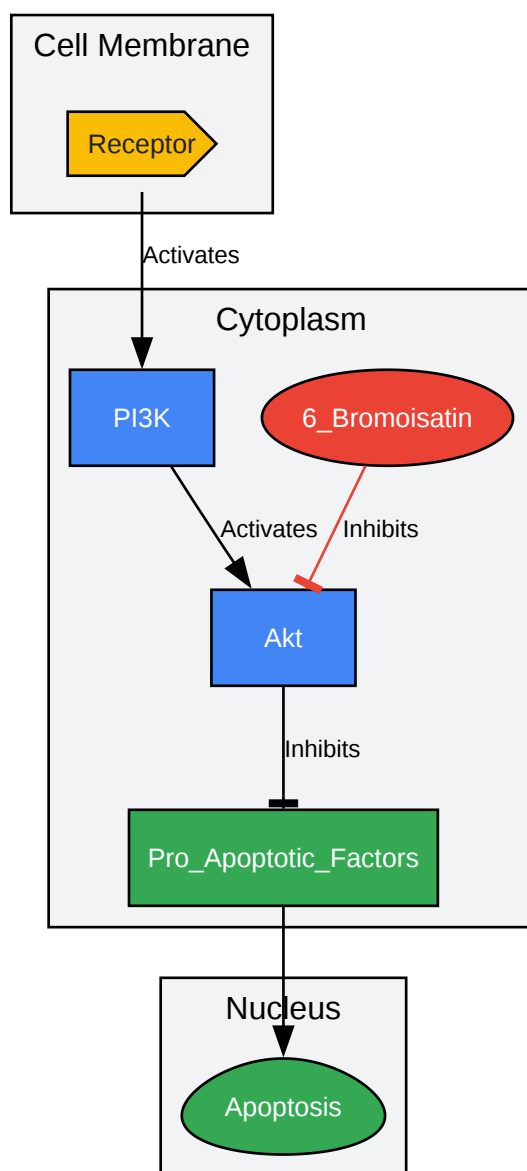 Cell Membrane
Receptor
Activates
Cytoplasm
PI3K
6_Bromoisatin
Activates
Inhibits
Akt
Inhibits
Pro_Apoptotic_Factors
Nucleus
Apoptosis